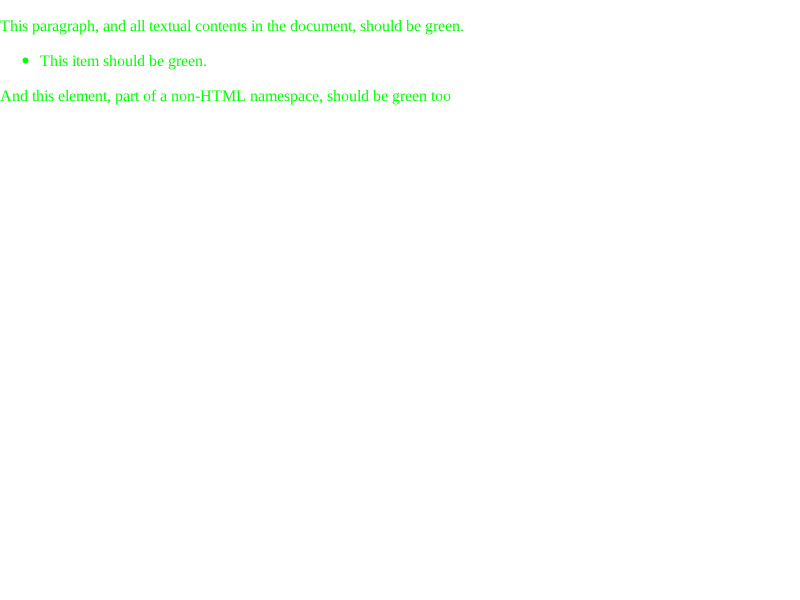 This paragraph, and all textual contents in the document, should be green.
This item should be green.
And this element, part of a non-HTML namespace, should be green too